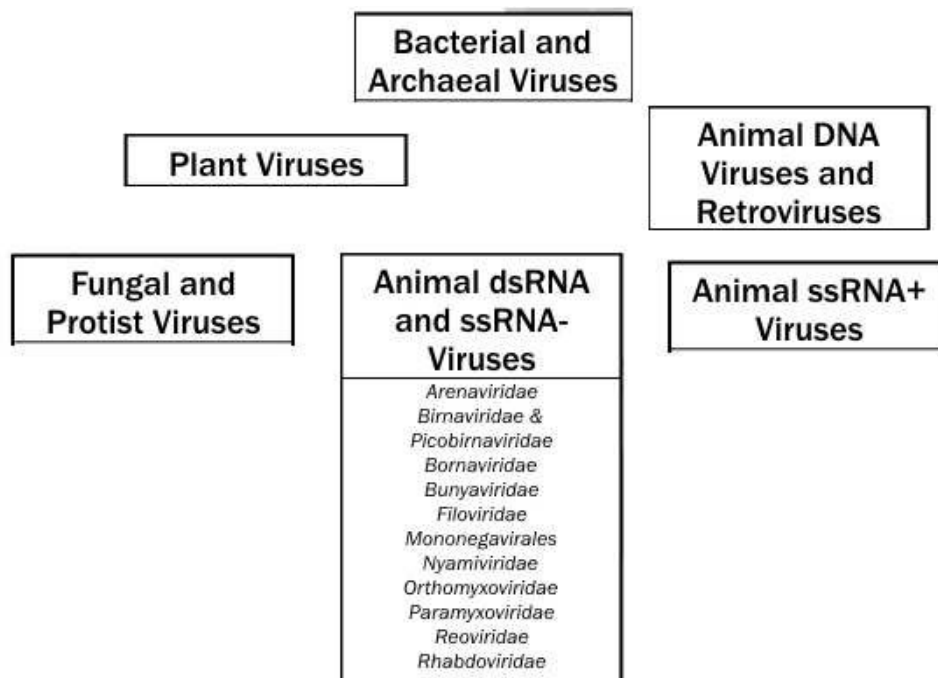 Bacterial and
Archaeal Viruses
Plant Viruses
Animal DNA
Viruses and
Retroviruses
Fungal and
Protist Viruses
Animal dsRNA
and ssRNA-
Viruses
Animal ssRNA+
Viruses
Arenaviridae
Birnaviridae &
Picobirnaviridae
Bornaviridae
Bunyaviridae
Filoviridae
Mononegavirales
Nyamiviridae
Orthomyxoviridae
Paramyxoviridae
Reoviridae
Rhabdoviridae